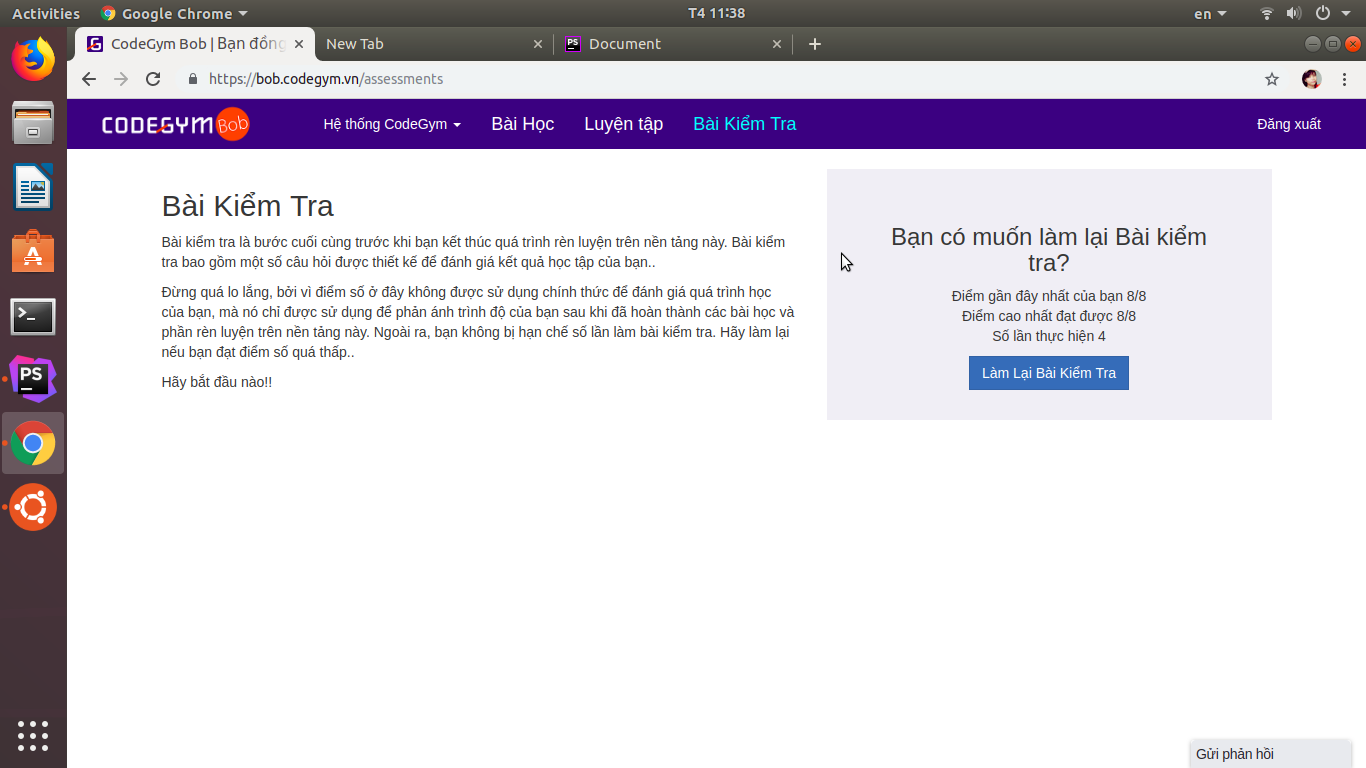 Activities Google Chrome T4 11:38 en
CodeGym Bob | Bạn đồng New Tab Document
https://bob.codegym.vn/assessments
CODEGYM Bob Hệ thống CodeGym Bài Học Luyện tập Bài Kiểm Tra Đăng xuất
Bài Kiểm Tra
Bài kiểm tra là bước cuối cùng trước khi bạn kết thúc quá trình rèn luyện trên nền tảng này. Bài kiểm
tra bao gồm một số câu hỏi được thiết kế để đánh giá kết quả học tập của bạn..
Đừng quá lo lắng, bởi vì điểm số ở đây không được sử dụng chính thức để đánh giá quá trình học
của bạn, mà nó chỉ được sử dụng để phản ánh trình độ của bạn sau khi đã hoàn thành các bài học và
phần rèn luyện trên nền tảng này. Ngoài ra, bạn không bị hạn chế số lần làm bài kiểm tra. Hãy làm lại
nếu bạn đạt điểm số quá thấp..
Hãy bắt đầu nào!!
Bạn có muốn làm lại Bài kiểm
tra?
Điểm gần đây nhất của bạn 8/8
Điểm cao nhất đạt được 8/8
Số lần thực hiện 4
Làm Lại Bài Kiểm Tra
PS
Gửi phản hồi